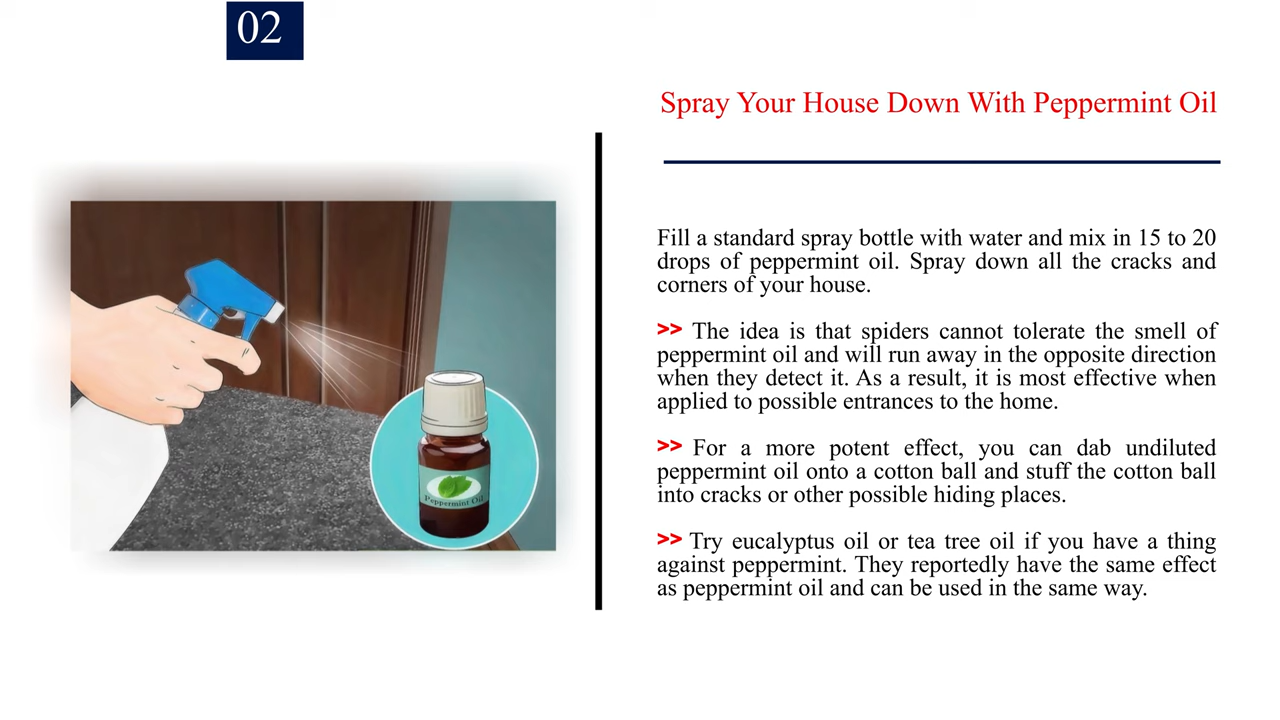 02
Spray Your House Down With Peppermint Oil
Fill a standard spray bottle with water and mix in 15 to 20
drops of peppermint oil. Spray down all the cracks and
corners of your house.
>> The idea is that spiders cannot tolerate the smell of
peppermint oil and will run away in the opposite direction
when they detect it. As a result, it is most effective when
applied to possible entrances to the home.
>> For a more potent effect, you can dab undiluted
peppermint oil onto a cotton ball and stuff the cotton ball
into cracks or other possible hiding places.
>> Try eucalyptus oil or tea tree oil if you have a thing
against peppermint. They reportedly have the same effect
as peppermint oil and can be used in the same way.
Peppermint Oil